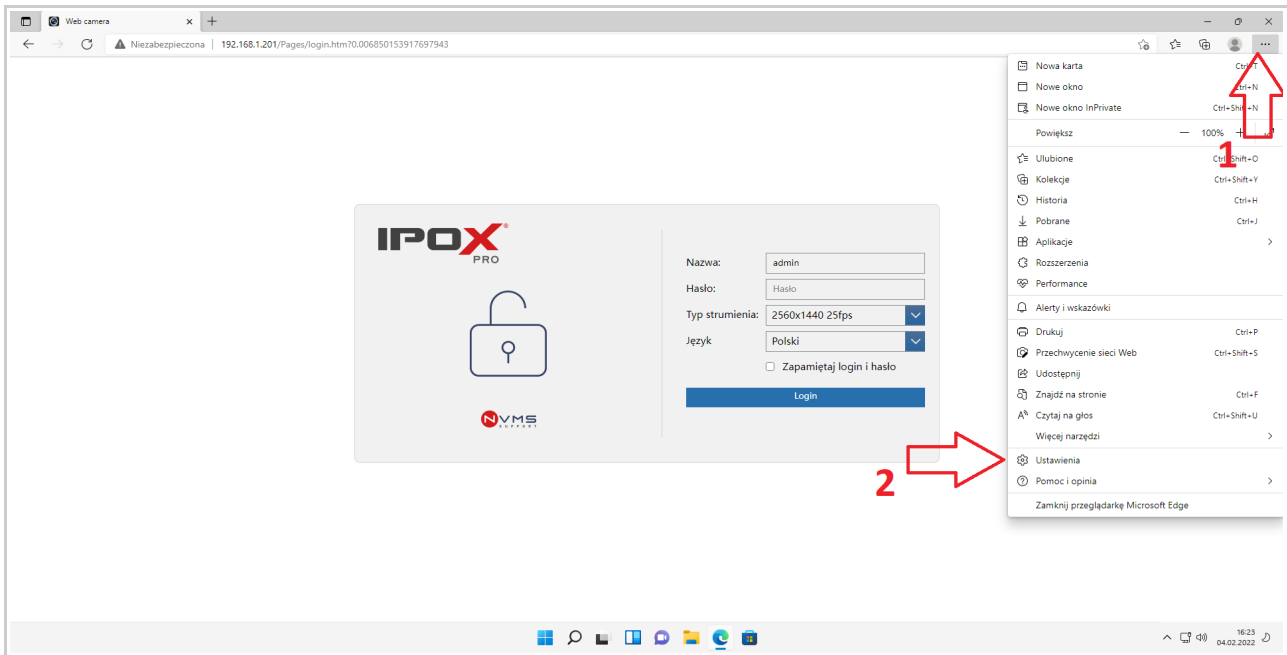 Web camera
Niezabezpieczona 192.168.1.201/Pages/login.htm?0.006850153917697943
Nowa karta Ctrl+T
Nowe okno Ctrl+N
Nowe okno InPrivate Ctrl+Shift+N
Powiększ — 100% +
1
Ulubione Ctrl+Shift+O
Kolekcje Ctrl+Shift+Y
Historia Ctrl+H
Pobrane Ctrl+J
Aplikacje
Rozszerzenia
Performance
Alerty i wskazówki
Drukuj Ctrl+P
Przechwycenie sieci Web Ctrl+Shift+S
Udostępnij
Znajdź na stronie Ctrl+F
Czytaj na głos Ctrl+Shift+U
Więcej narzędzi
2
Ustawienia
Pomoc i opinia
Zamknij przeglądarkę Microsoft Edge
IPOX®
PRO
NVMS
SUPPORT
Nazwa: admin
Hasło: Hasło
Typ strumienia: 2560x1440 25fps
Język Polski
Zapamiętaj login i hasło
Login
16:23
04.02.2022